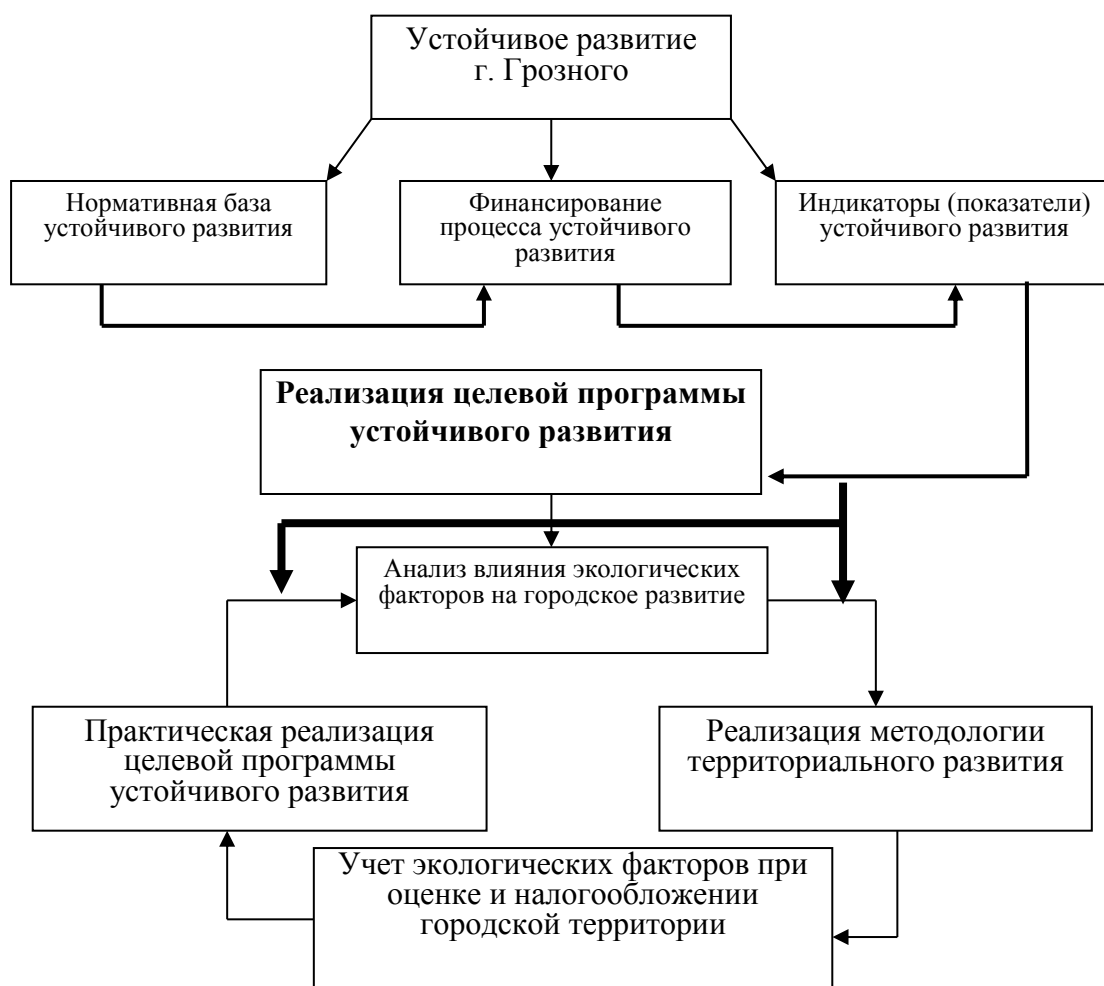 Устойчивое развитие
г. Грозного
Нормативная база
устойчивого развития
Финансирование
процесса устойчивого
развития
Индикаторы (показатели)
устойчивого развития
Реализация целевой программы
устойчивого развития
Анализ влияния экологических
факторов на городское развитие
Практическая реализация
целевой программы
устойчивого развития
Реализация методологии
территориального развития
Учет экологических факторов при
оценке и налогообложении
городской территории